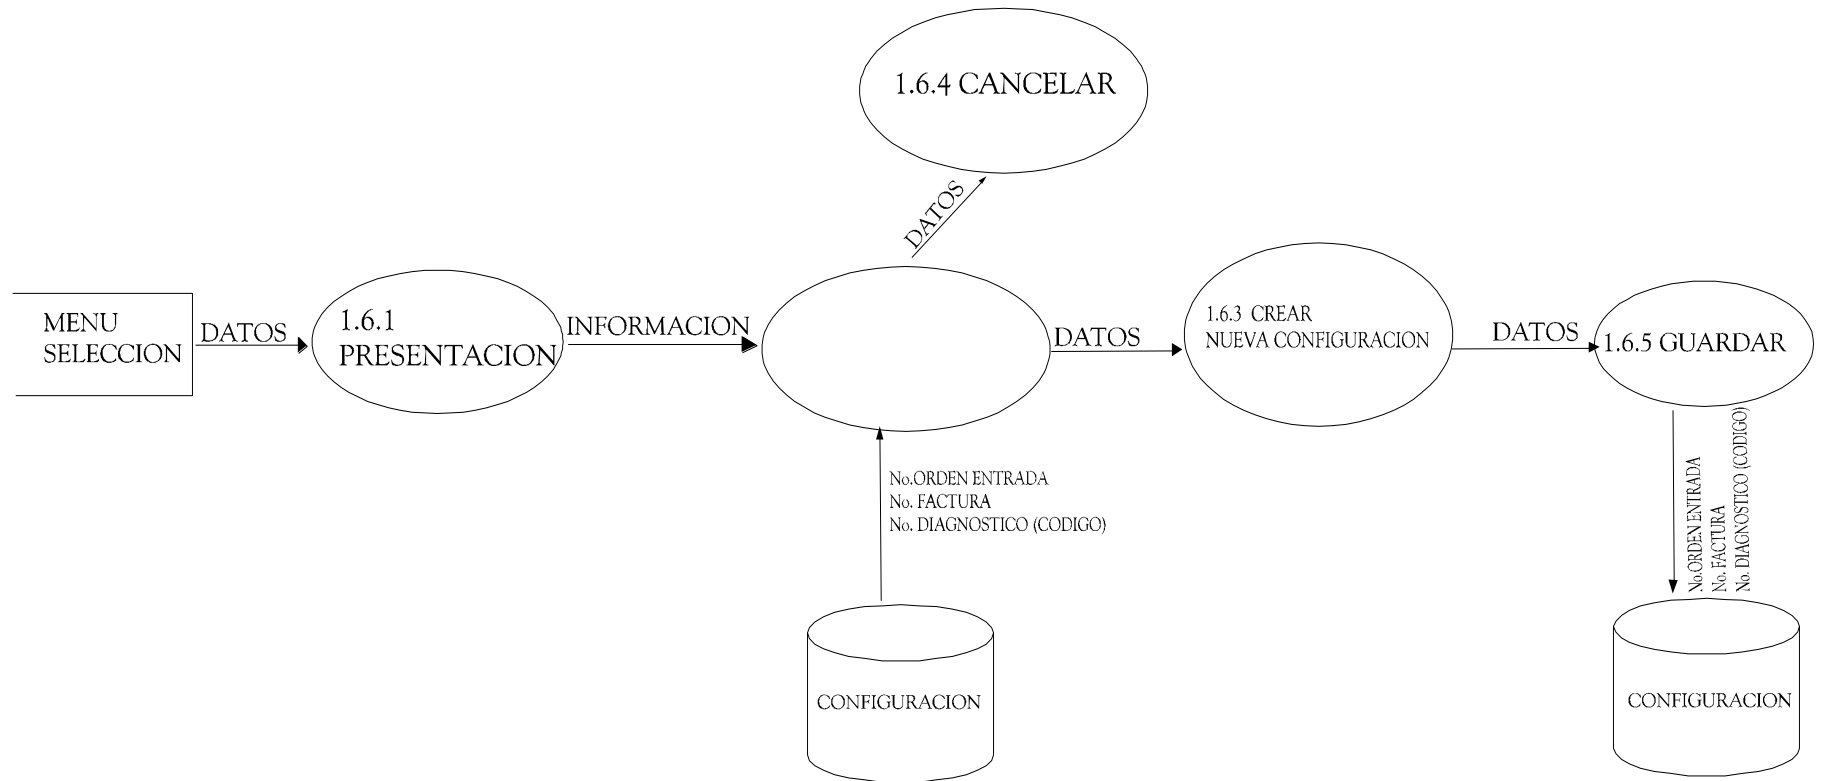 1.6.4 CANCELAR
DATOS
MENU
SELECCION
DATOS
1.6.1
PRESENTACION
INFORMACION
DATOS
1.6.3 CREAR
NUEVA CONFIGURACION
DATOS
1.6.5 GUARDAR
No.ORDEN ENTRADA
No. FACTURA
No. DIAGNOSTICO (CODIGO)
No.ORDEN ENTRADA
No. FACTURA
No. DIAGNOSTICO (CODIGO)
CONFIGURACION
CONFIGURACION